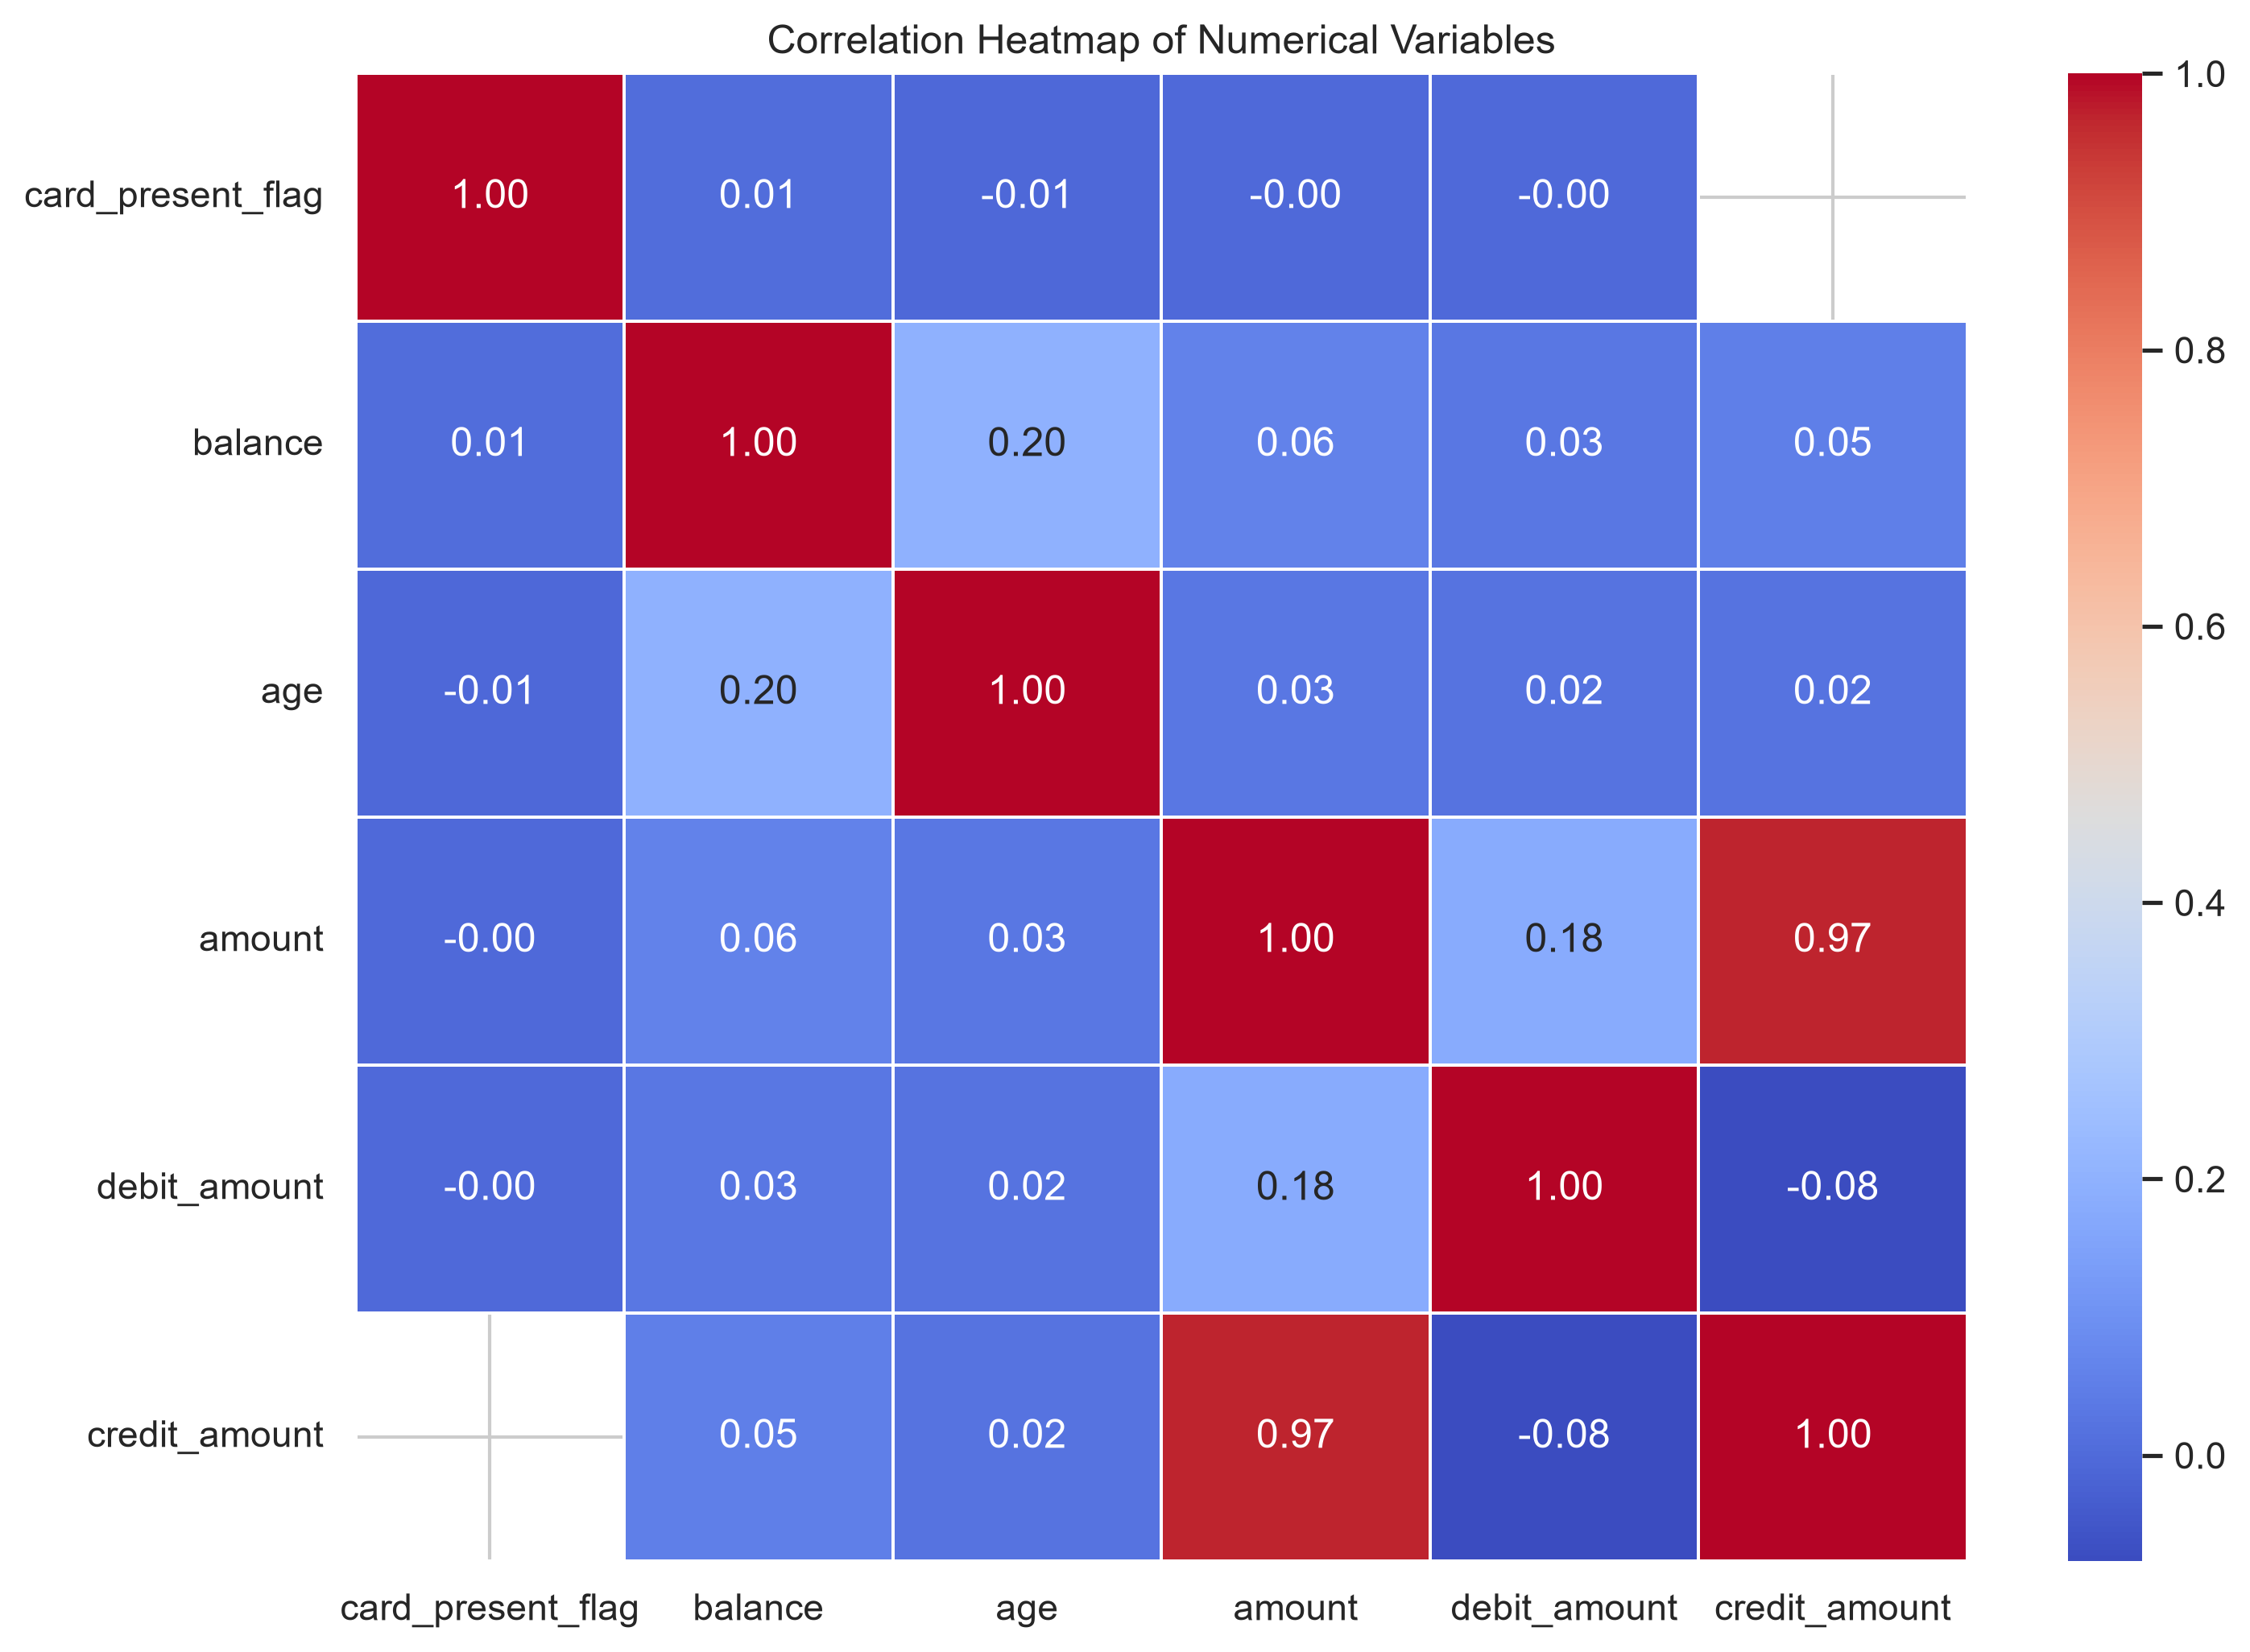 Correlation Heatmap of Numerical Variables
1.0
card_present_flag 1.00 0.01 -0.01 -0.00 -0.00
0.8
balance 0.01 1.00 0.20 0.06 0.03 0.05
0.6
age -0.01 0.20 1.00 0.03 0.02 0.02
0.4
amount -0.00 0.06 0.03 1.00 0.18 0.97
0.2
debit_amount -0.00 0.03 0.02 0.18 1.00 -0.08
credit_amount 0.05 0.02 0.97 -0.08 1.00
0.0
card_present_flag balance age amount debit_amount credit_amount